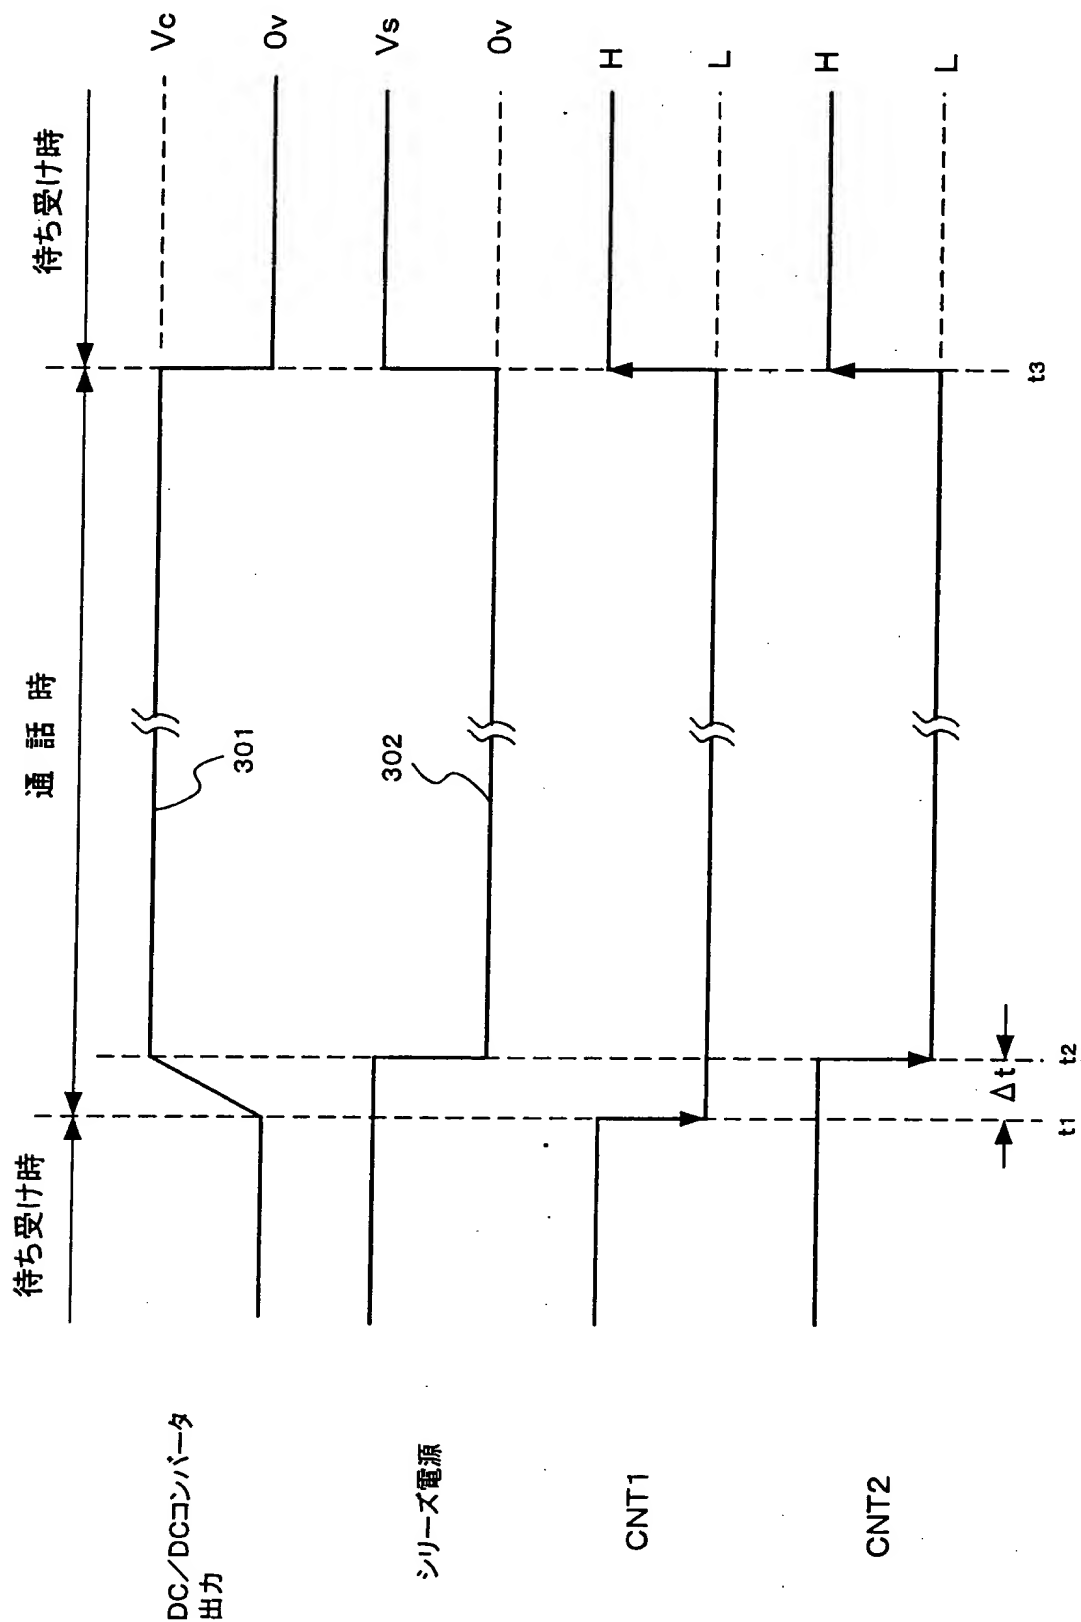 待ち受け時
通話時
待ち受け時
DC/DCコンバータ
出力
301
Vc
0v
シリーズ電源
302
Vs
0v
CNT1
H
L
CNT2
H
L
Δt
t1
t2
t3